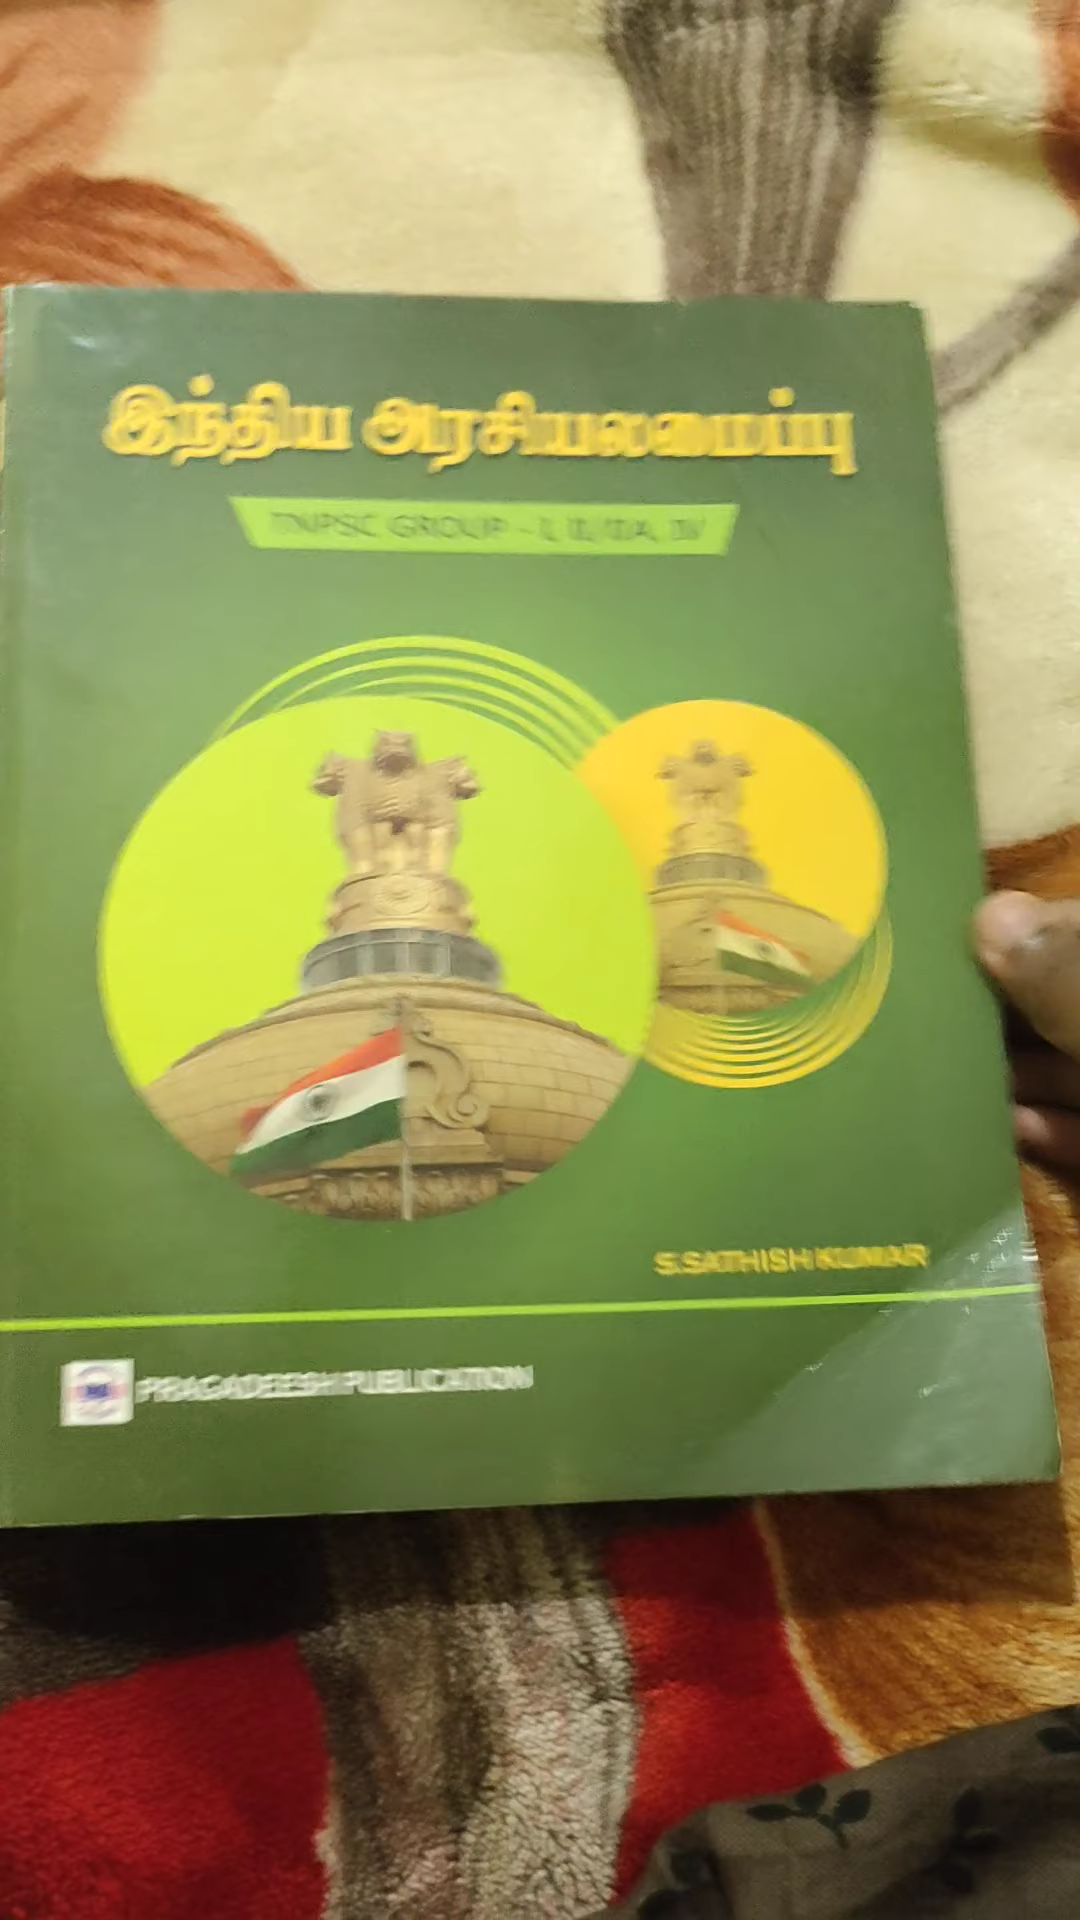 இந்திய அரசியலமைப்பு
TNPSC GROUP - I, II, IIA, IV
S.SATHISH KUMAR
PRAGADEESH PUBLICATION